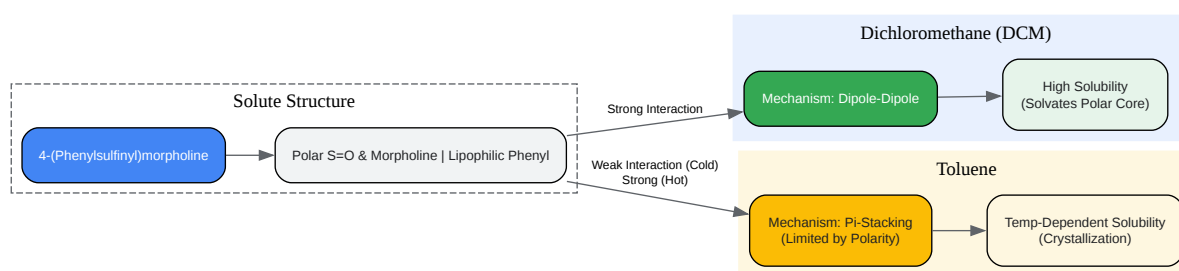 Solute Structure
4-(Phenylsulfinyl)morpholine
Polar S=O & Morpholine | Lipophilic Phenyl
Strong Interaction
Weak Interaction (Cold)
Strong (Hot)
Dichloromethane (DCM)
Mechanism: Dipole-Dipole
High Solubility
(Solvates Polar Core)
Toluene
Mechanism: Pi-Stacking
(Limited by Polarity)
Temp-Dependent Solubility
(Crystallization)